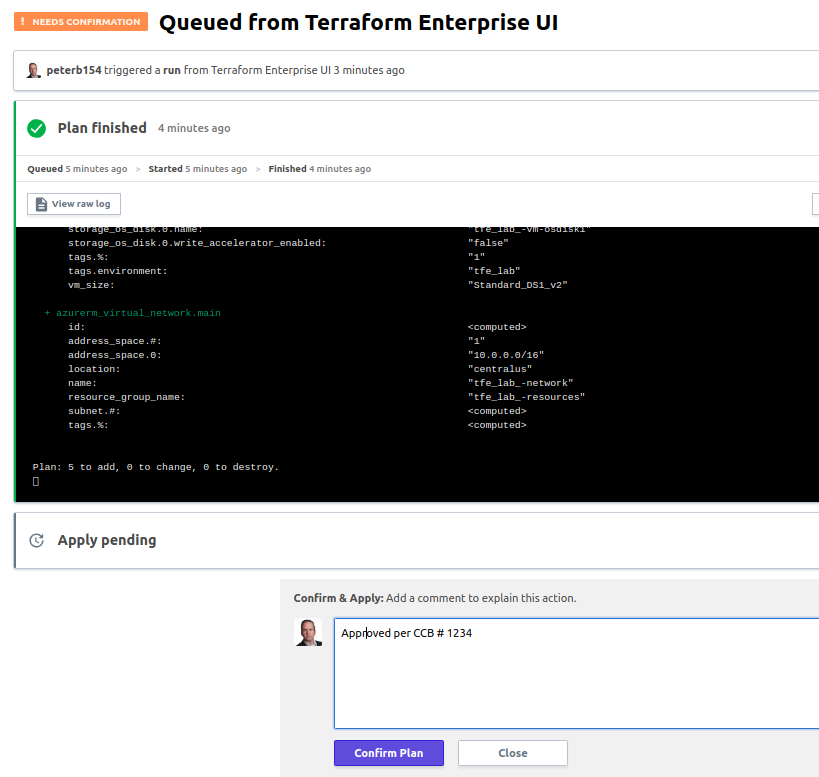 ! NEEDS CONFIRMATION Queued from Terraform Enterprise UI
peterb154 triggered a run from Terraform Enterprise UI 3 minutes ago
Plan finished 4 minutes ago
Queued 5 minutes ago > Started 5 minutes ago > Finished 4 minutes ago
View raw log
storage_os_disk.0.name: "tfe_lab_-vm-osdisk1"
storage_os_disk.0.write_accelerator_enabled: "false"
tags.%: "1"
tags.environment: "tfe_lab"
vm_size: "Standard_DS1_v2"
+ azurerm_virtual_network.main
id: <computed>
address_space.#: "1"
address_space.0: "10.0.0.0/16"
location: "centralus"
name: "tfe_lab_-network"
resource_group_name: "tfe_lab_-resources"
subnet.#: <computed>
tags.%: <computed>
Plan: 5 to add, 0 to change, 0 to destroy.
Apply pending
Confirm & Apply: Add a comment to explain this action.
Approved per CCB # 1234
Confirm Plan Close